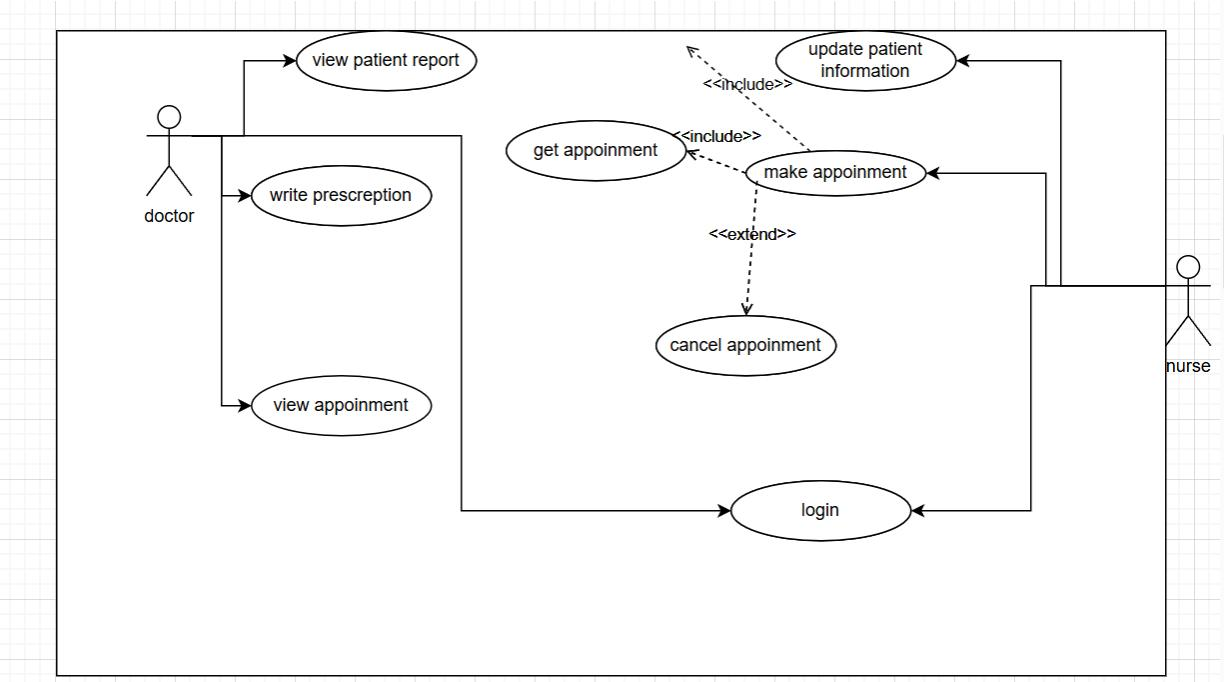 view patient report
update patient
information
<<include>>
<<include>>
get appoinment
make appoinment
write prescreption
doctor
<<extend>>
cancel appoinment
nurse
view appoinment
login